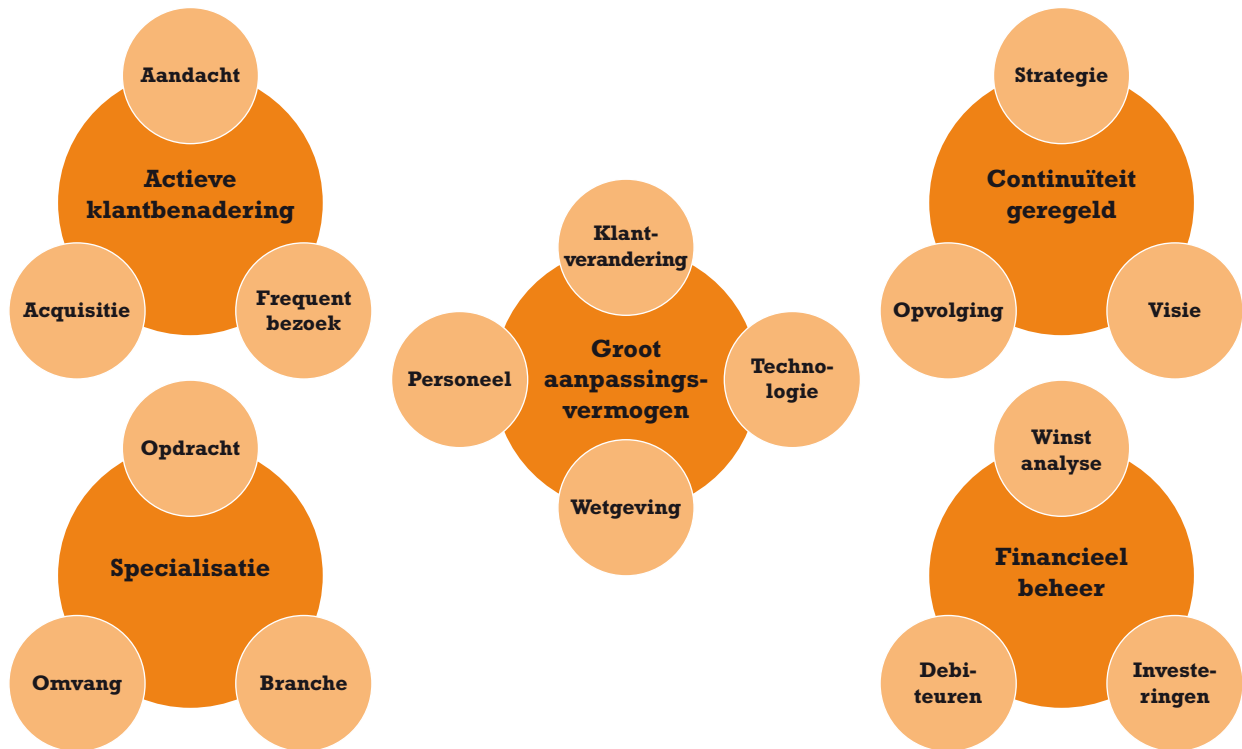 Aandacht
Actieve
klantbenadering
Acquisitie
Frequent
bezoek
Opdracht
Specialisatie
Omvang
Branche
Klant-
verandering
Personeel
Groot
aanpassings-
vermogen
Techno-
logie
Wetgeving
Strategie
Continuïteit
geregeld
Opvolging
Visie
Winst
analyse
Financieel
beheer
Debi-
teuren
Investe-
ringen